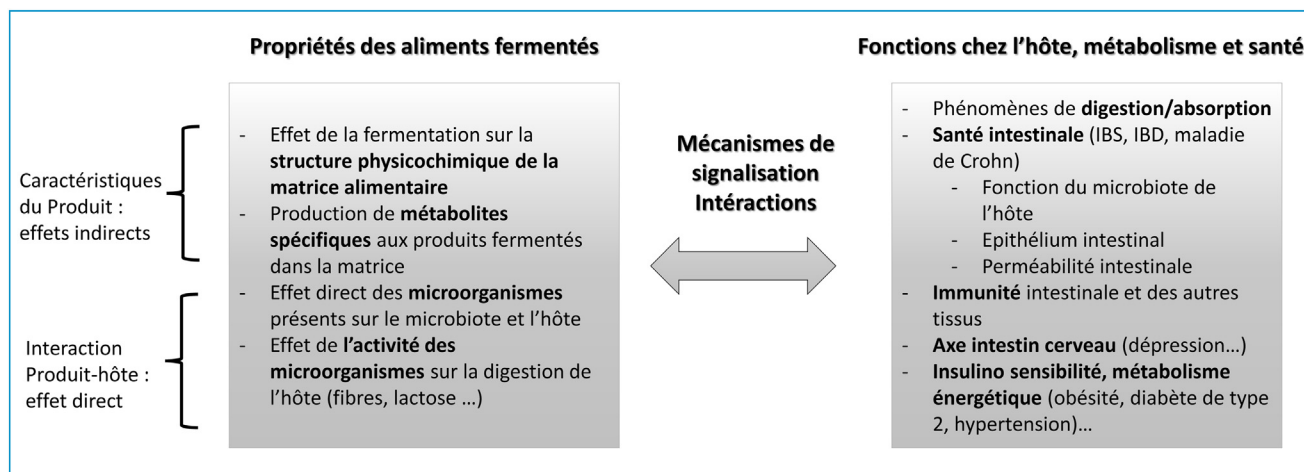 Propriétés des aliments fermentés
Fonctions chez l'hôte, métabolisme et santé
Caractéristiques
du Produit :
effets indirects
Interaction
Produit-hôte :
effet direct
- Effet de la fermentation sur la
structure physicochimique de la
matrice alimentaire
- Production de métabolites
spécifiques aux produits fermentés
dans la matrice
- Effet direct des microorganismes
présents sur le microbiote et l'hôte
- Effet de l'activité des
microorganismes sur la digestion de
l'hôte (fibres, lactose ...)
Mécanismes de
signalisation
Intéractions
- Phénomènes de digestion/absorption
- Santé intestinale (IBS, IBD, maladie
de Crohn)
- Fonction du microbiote de
l'hôte
- Epithélium intestinal
- Perméabilité intestinale
- Immunité intestinale et des autres
tissus
- Axe intestin cerveau (dépression...)
- Insulino sensibilité, métabolisme
énergétique (obésité, diabète de type
2, hypertension)...